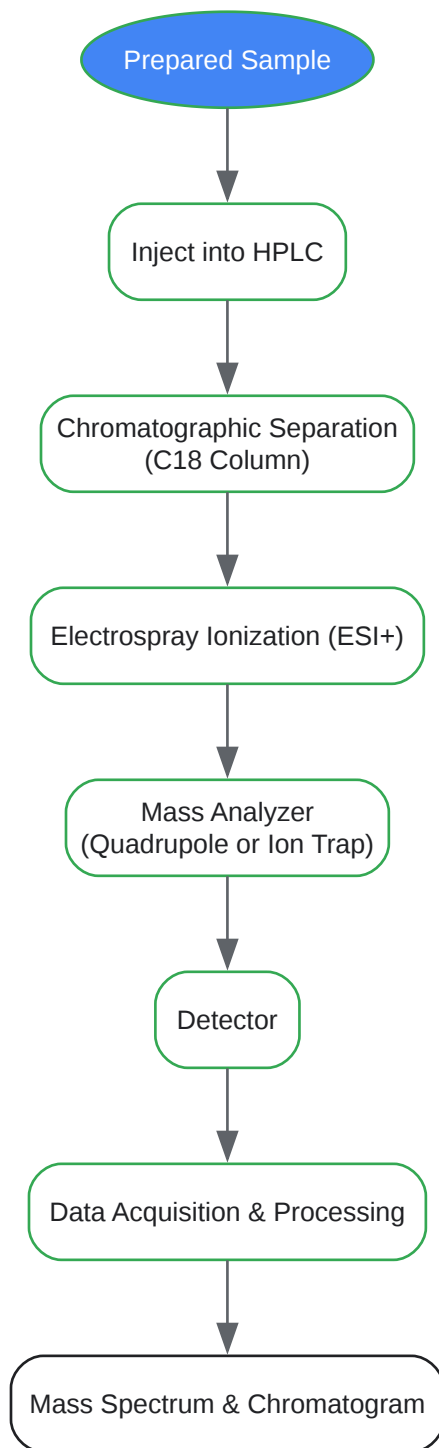 Prepared Sample
Inject into HPLC
Chromatographic Separation
(C18 Column)
Electrospray Ionization (ESI+)
Mass Analyzer
(Quadrupole or Ion Trap)
Detector
Data Acquisition & Processing
Mass Spectrum & Chromatogram